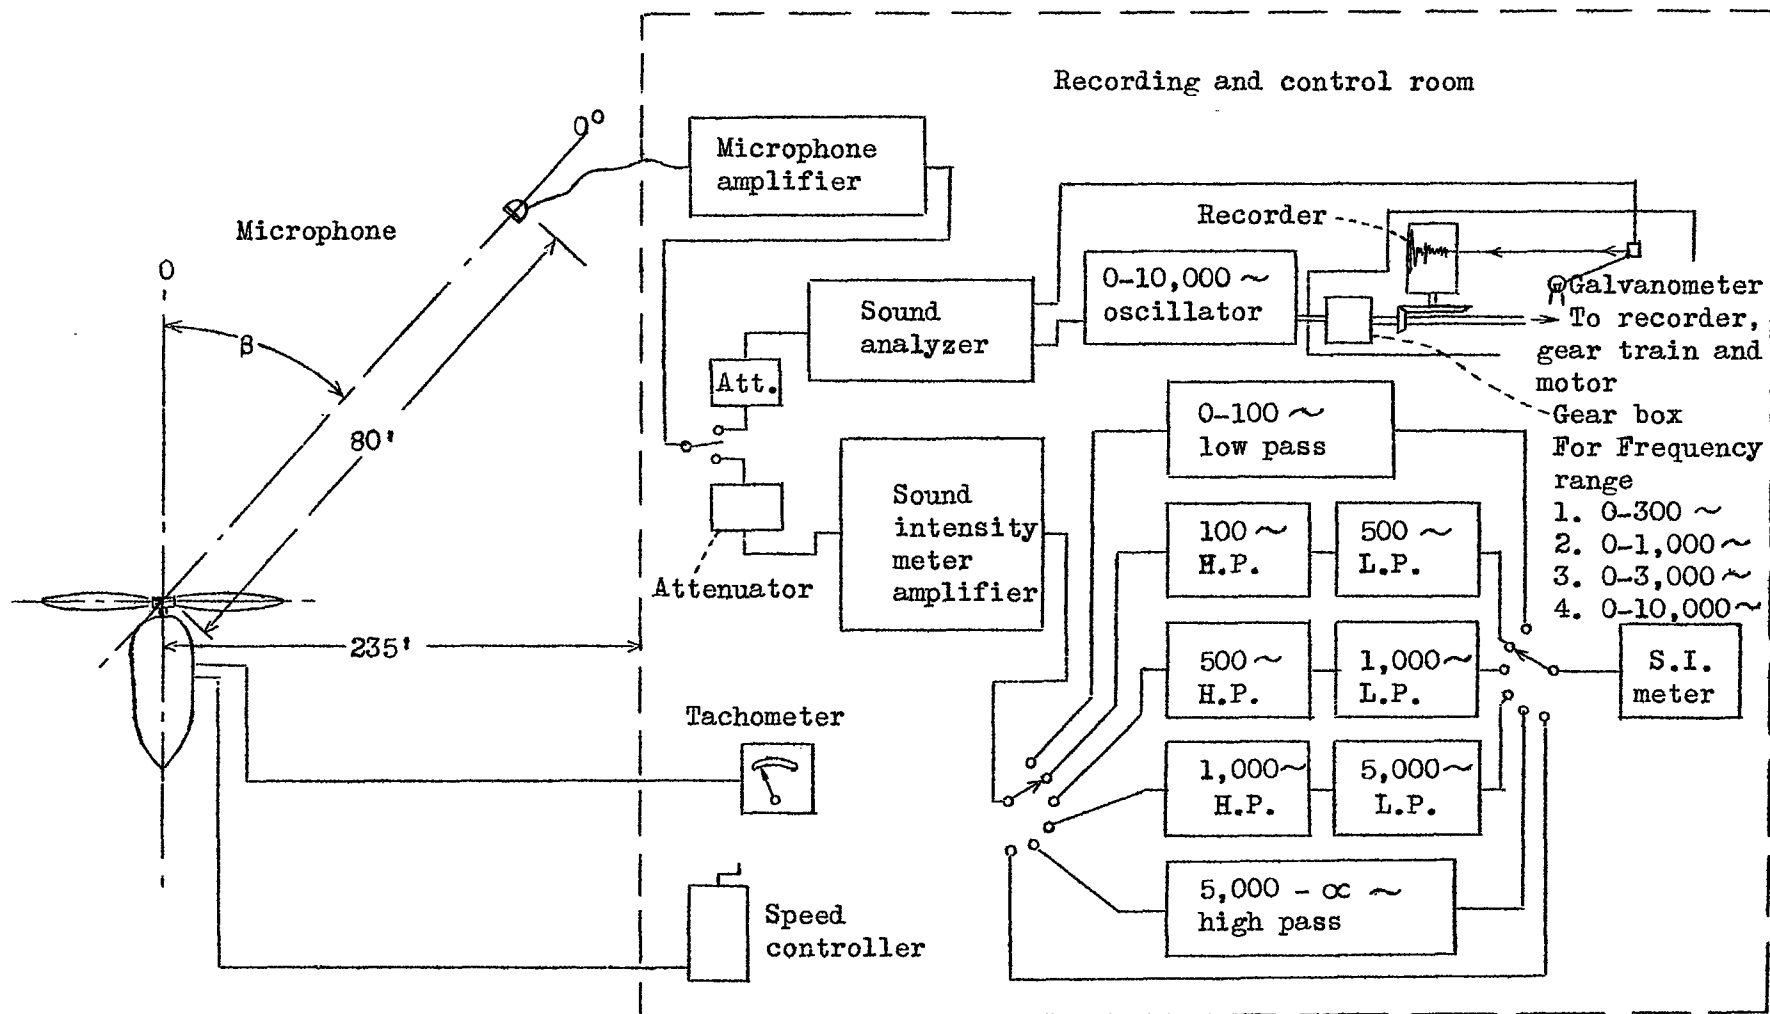 Recording and control room
0°
Microphone
amplifier
Microphone
0
β
80'
235'
Recorder
0-10,000 ~
oscillator
Galvanometer
To recorder,
gear train and
motor
Gear box
For Frequency
range
1. 0-300 ~
2. 0-1,000 ~
3. 0-3,000 ~
4. 0-10,000 ~
Sound
analyzer
Att.
Attenuator
Sound
intensity
meter
amplifier
0-100 ~
low pass
100 ~
H.P.
500 ~
L.P.
500 ~
H.P.
1,000 ~
L.P.
1,000 ~
H.P.
5,000 ~
L.P.
5,000 - ∝ ~
high pass
S.I.
meter
Tachometer
Speed
controller